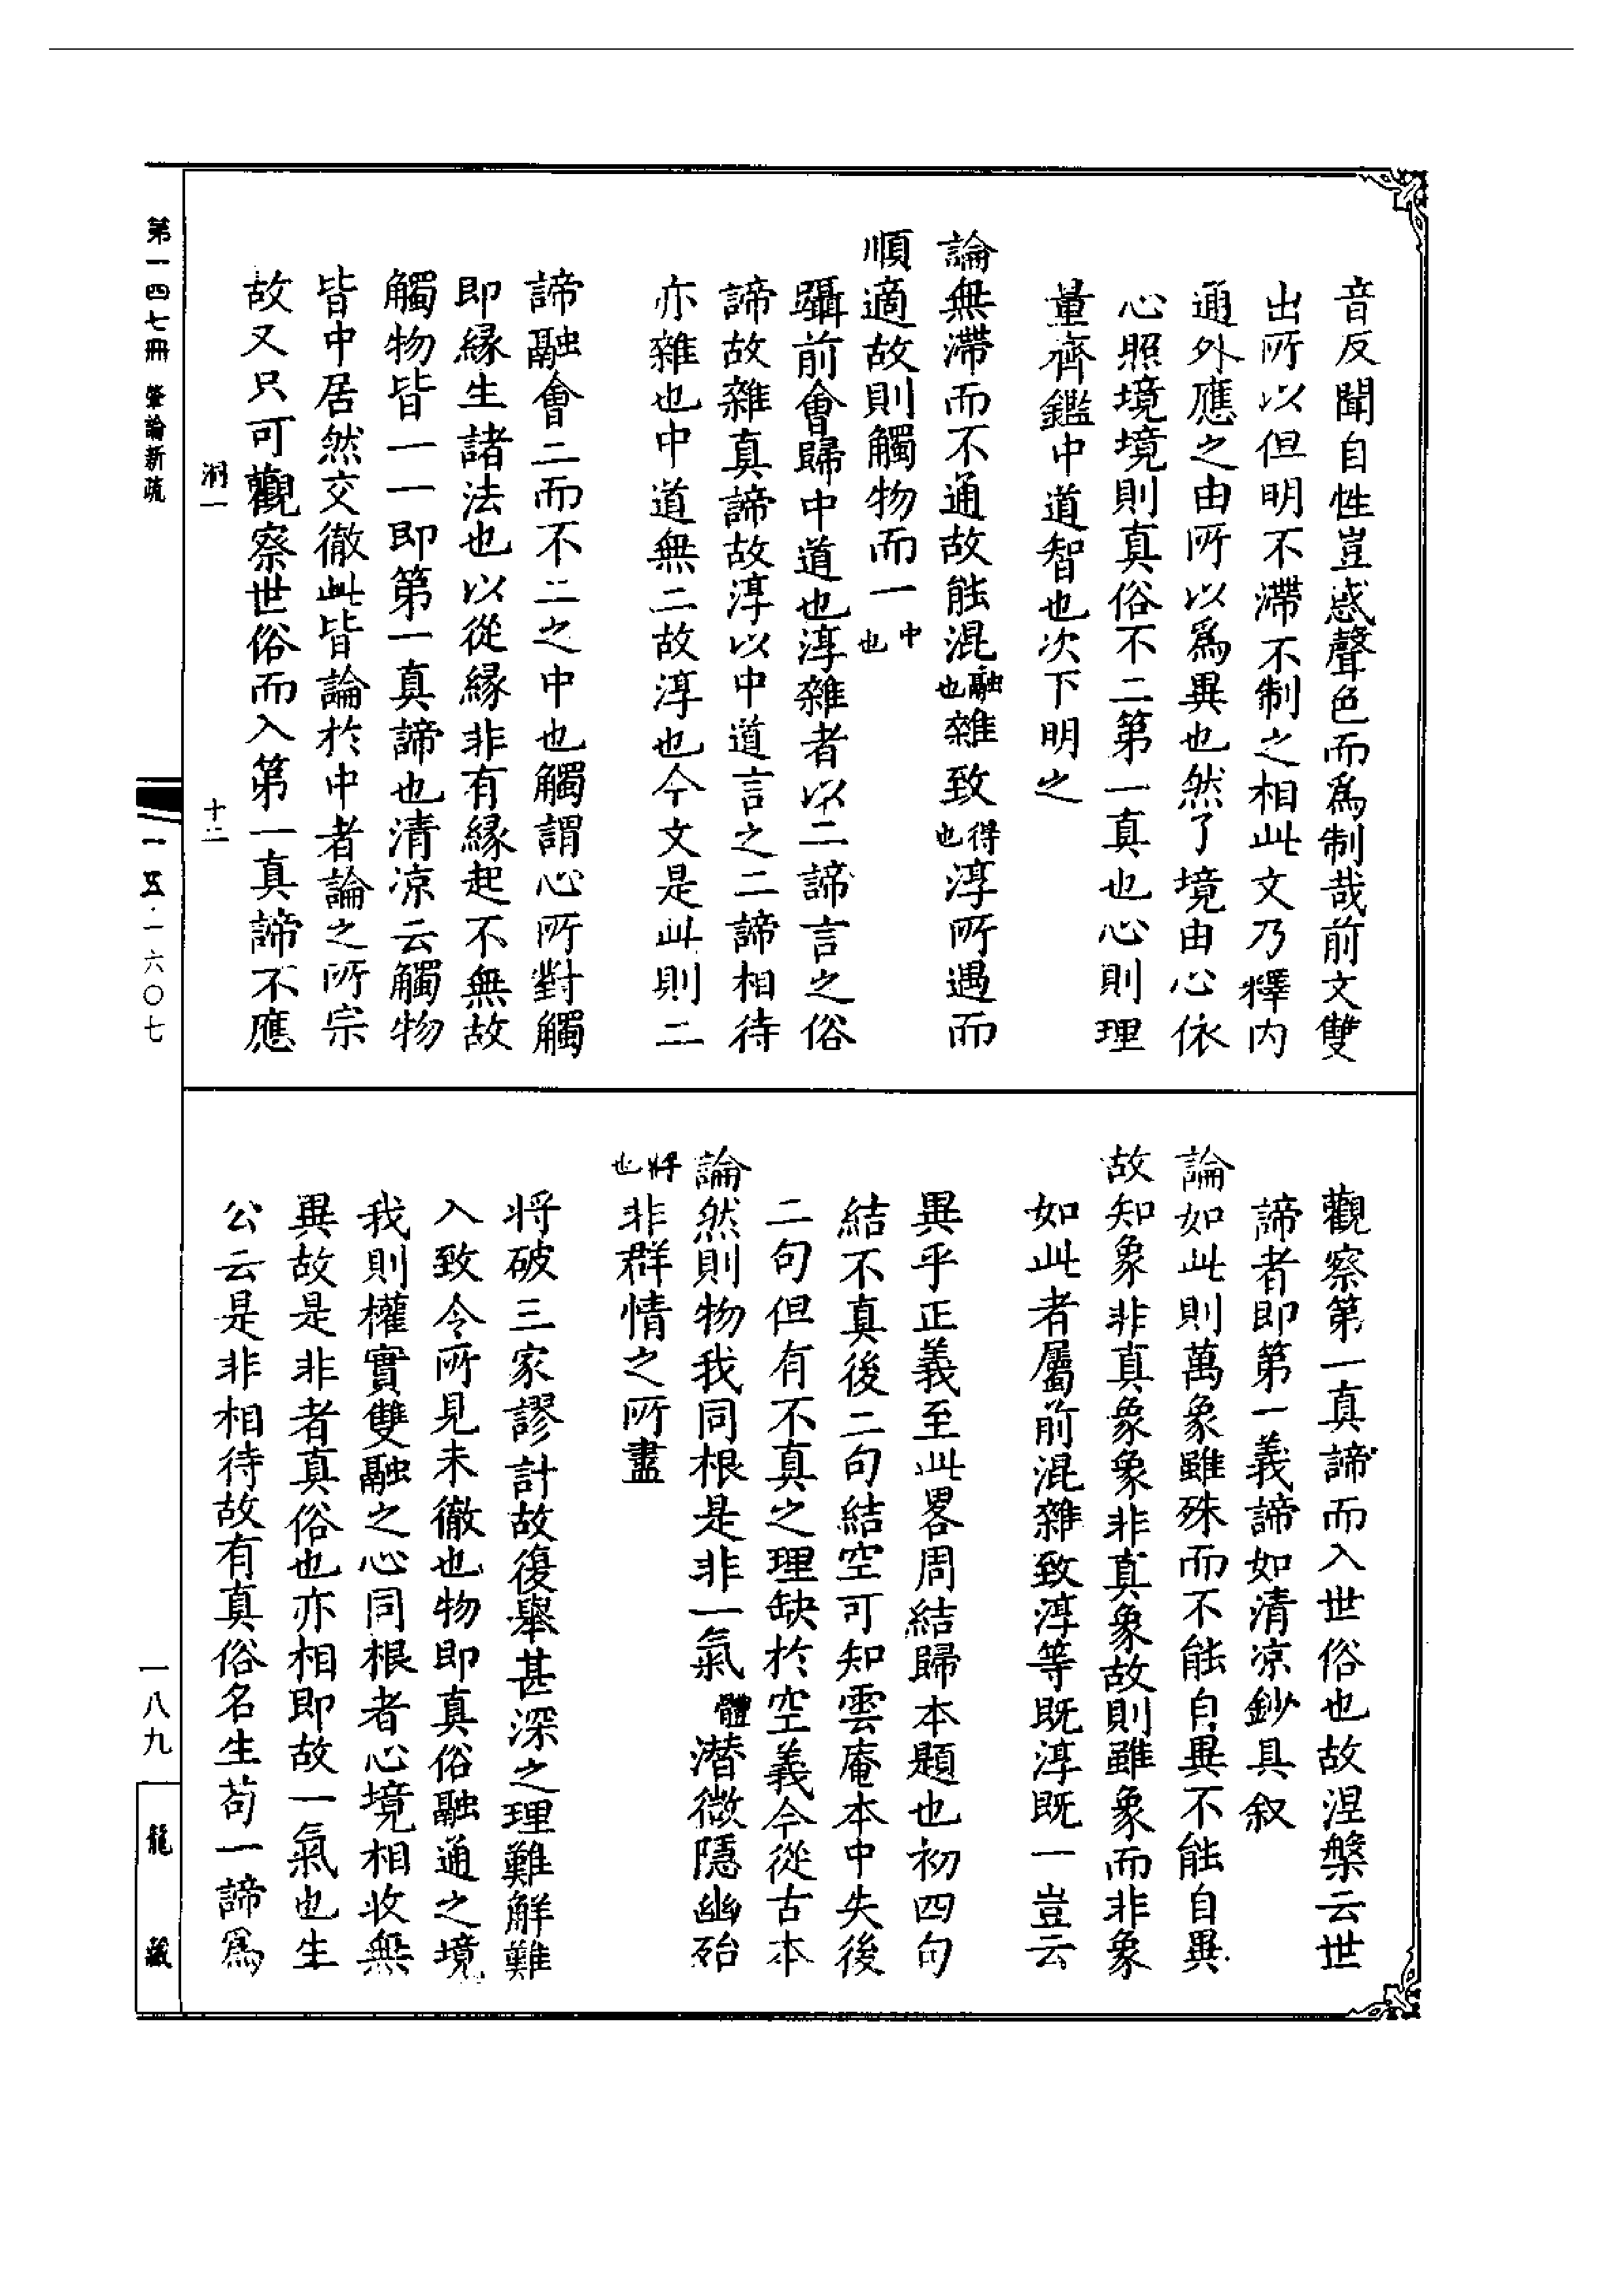 音反聞自性豈惑聲色而為制哉前文雙
出所以但明不滯不制之相此文乃釋内
通外應之由所以為異也然了境由心依
心照境境則真俗不二第一真也心則理
量齊鑑中道智也次下明之
論無滯而不通故能混融也雜致得也淳所遇而
順適故則觸物而一中也
躡前會歸中道也淳雜者以二諦言之俗
諦故雜真諦故淳以中道言之二諦相待
亦雜也中道無二故淳也今文是此則二
諦融會二而不二之中也觸謂心所對觸
即緣生諸法也以從緣非有緣起不無故
觸物皆一一即第一真諦也清凉云觸物
皆中居然交徹此皆論於中者論之所宗
故又只可觀察世俗而入第一真諦不應
觀察第一真諦而入世俗也故涅槃云世
諦者即第一義諦如清凉鈔具叙
論如此則萬象雖殊而不能自異不能自異
故知象非真象象非真象故則雖象而非象
如此者屬前混雜致淳等既淳既一豈云
異乎正義至此畧周結歸本題也初四句
結不真後二句結空可知雲庵本中失後
二句但有不真之理缺於空義今從古本
論然則物我同根是非一氣體潛微隱幽殆
將也非群情之所盡
將破三家謬計故復舉甚深之理難解難
入致令所見未徹也物即真俗融通之境
我則權實雙融之心同根者心境相收無
異故是非者真俗也亦相即故一氣也生
公云是非相待故有真俗名生苟一諦為
洞一
十二
第一四七冊 肇論新疏
一一五·一六〇七
一八九
龍藏